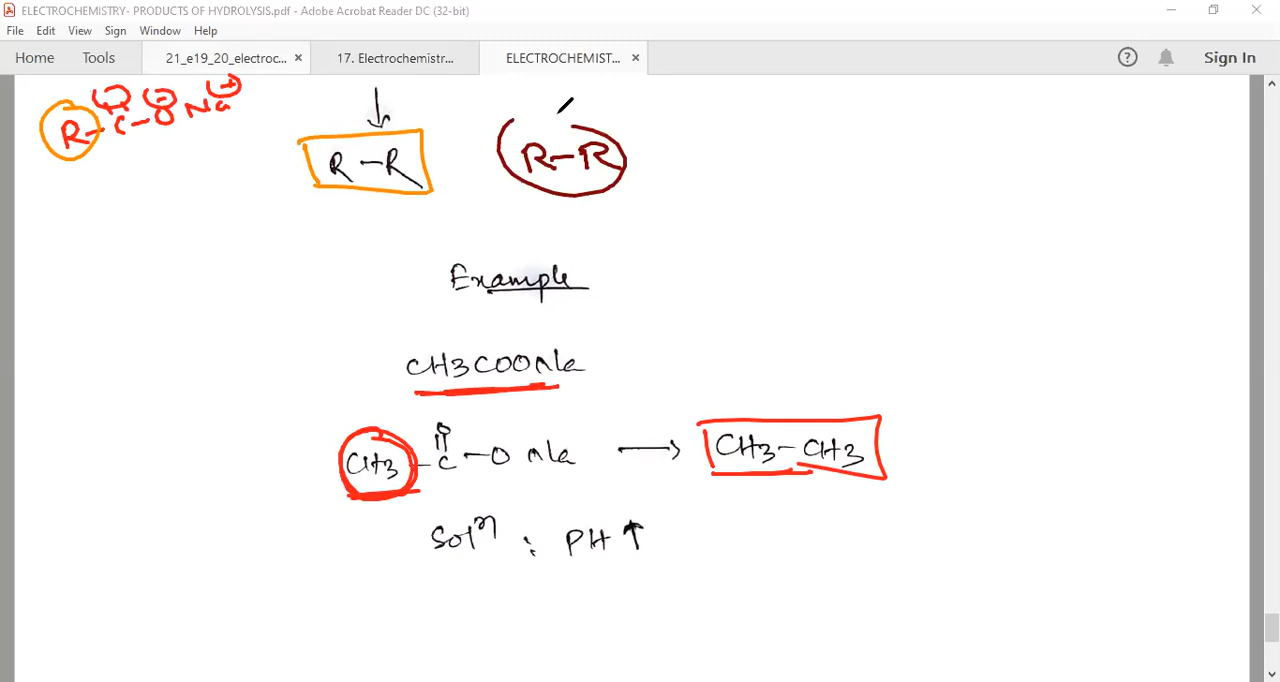 ELECTROCHEMISTRY- PRODUCTS OF HYDROLYSIS.pdf - Adobe Acrobat Reader DC (32-bit)
File Edit View Sign Window Help
Home Tools 21_e19_20_electroc... × 17. Electrochemistr... ELECTROCHEMIST... × ? Sign In
R-C-O Na +
R-R R-R
Example
CH3COONa
CH3-C-O Na → CH3-CH3
O
Solⁿ : PH ↑